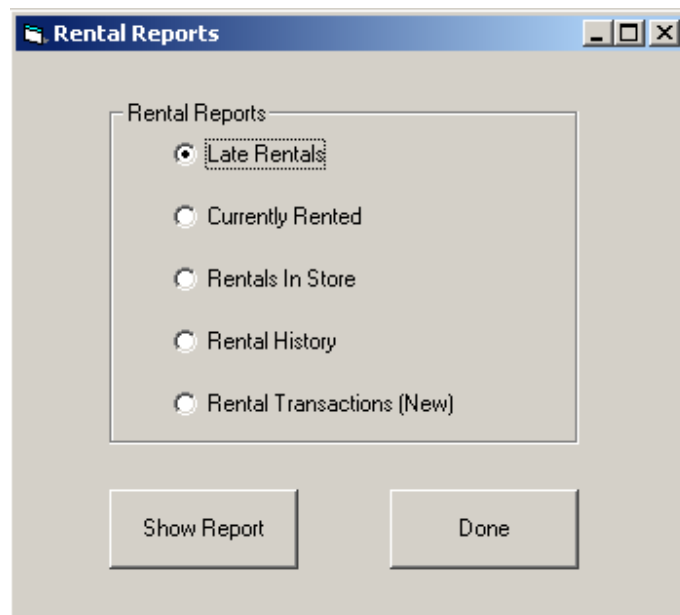 Rental Reports
Rental Reports
Late Rentals
Currently Rented
Rentals In Store
Rental History
Rental Transactions (New)
Show Report
Done